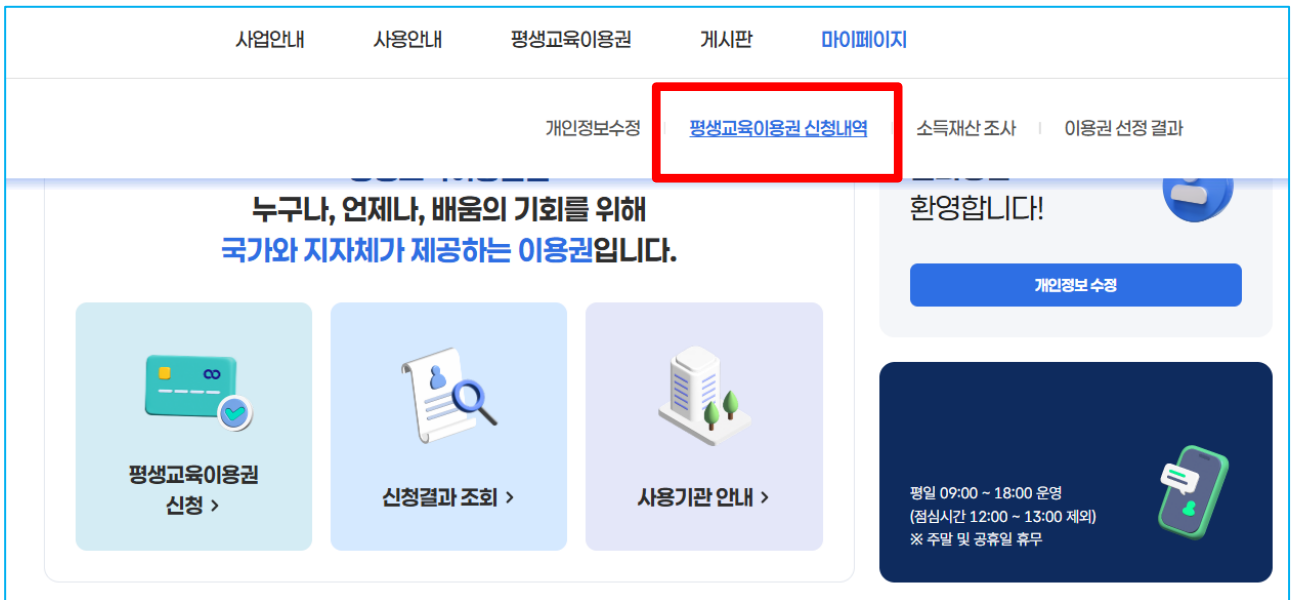 사업안내 사용안내 평생교육이용권 게시판 마이페이지
개인정보수정 평생교육이용권 신청내역 소득재산 조사 이용권 선정 결과
누구나, 언제나, 배움의 기회를 위해
국가와 지자체가 제공하는 이용권입니다.
환영합니다!
개인정보 수정
평생교육이용권
신청 >
신청결과 조회 >
사용기관 안내 >
평일 09:00 ~ 18:00 운영
(점심시간 12:00 ~ 13:00 제외)
※ 주말 및 공휴일 휴무